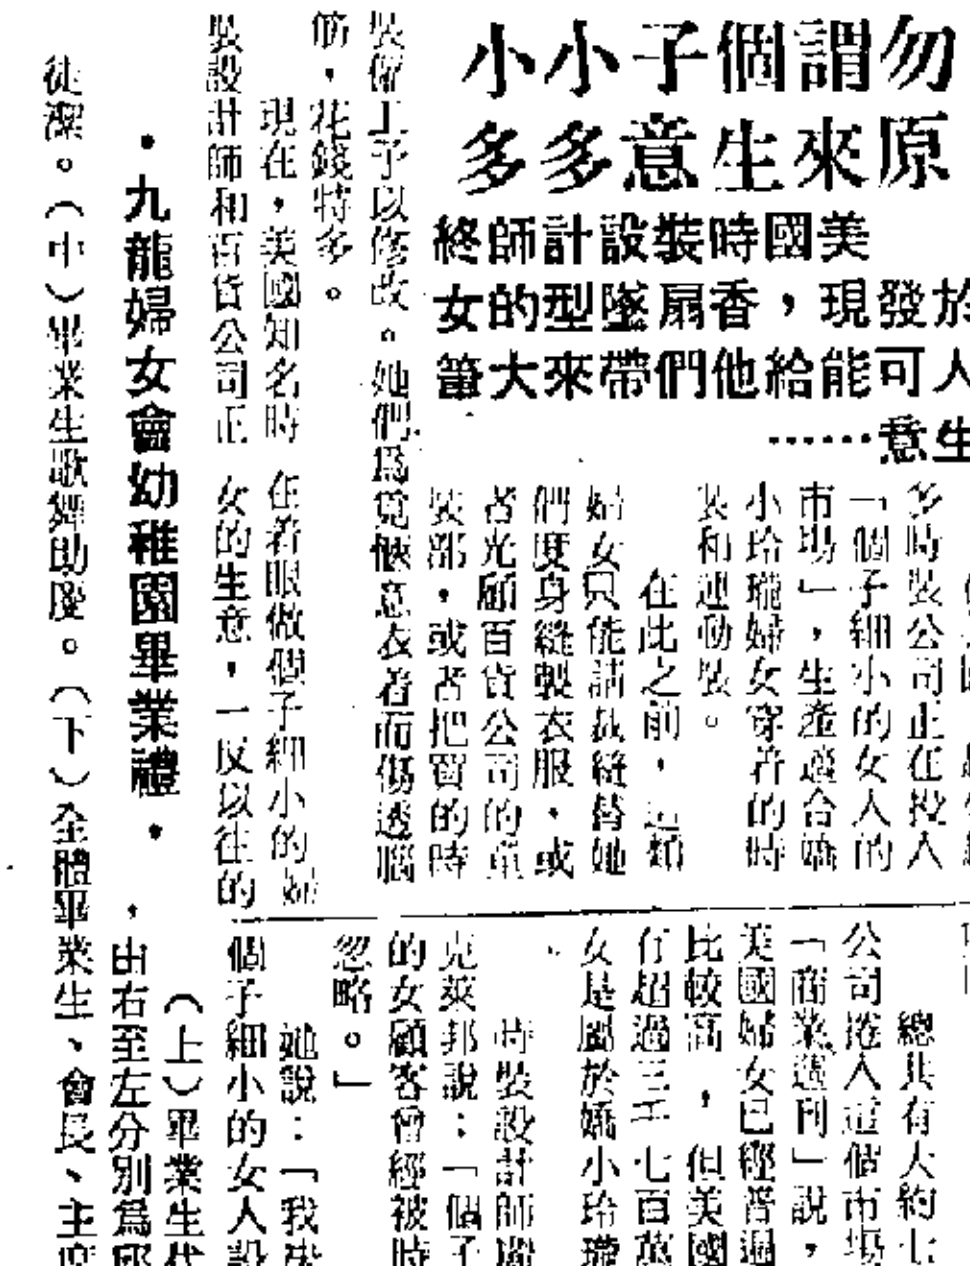 勿謂個子小小
原來生意多多
美國時裝設計師終
於發現，香扇墜型的女
人可能給他們帶來大篇
生意……
多時裝公司正在投入
「個子細小的女人的
市場」，生產適合嬌
小玲瓏婦女穿着的時
裝和運動裝。
在此之前，這類
婦女只能請裁縫替她
們度身縫製衣服，或
者光顧百貨公司的童
裝部，或者把買的時
裝僱工予以修改。她們爲覓愜意衣着而傷透腦
筋，花錢特多。
現在，美國知名時
裝設計師和百貨公司正
在着眼做個子細小的婦
女的生意，一反以往的
總共有大約七
公司捲入這個市場
「商業週刊」說，
美國婦女已經普遍
比較高，但美國
仔超過三千七百萬
女是屬於嬌小玲瓏
時裝設計師
克萊邦說：「個子
的女顧客曾經被時
忽略。」
她說：「我
個子細小的女人設
•九龍婦女會幼稚園畢業禮•
（上）畢業生代
，由右至左分別爲邱
徒潔。（中）畢業生歌舞助慶。（下）全體畢業生、會長、主席